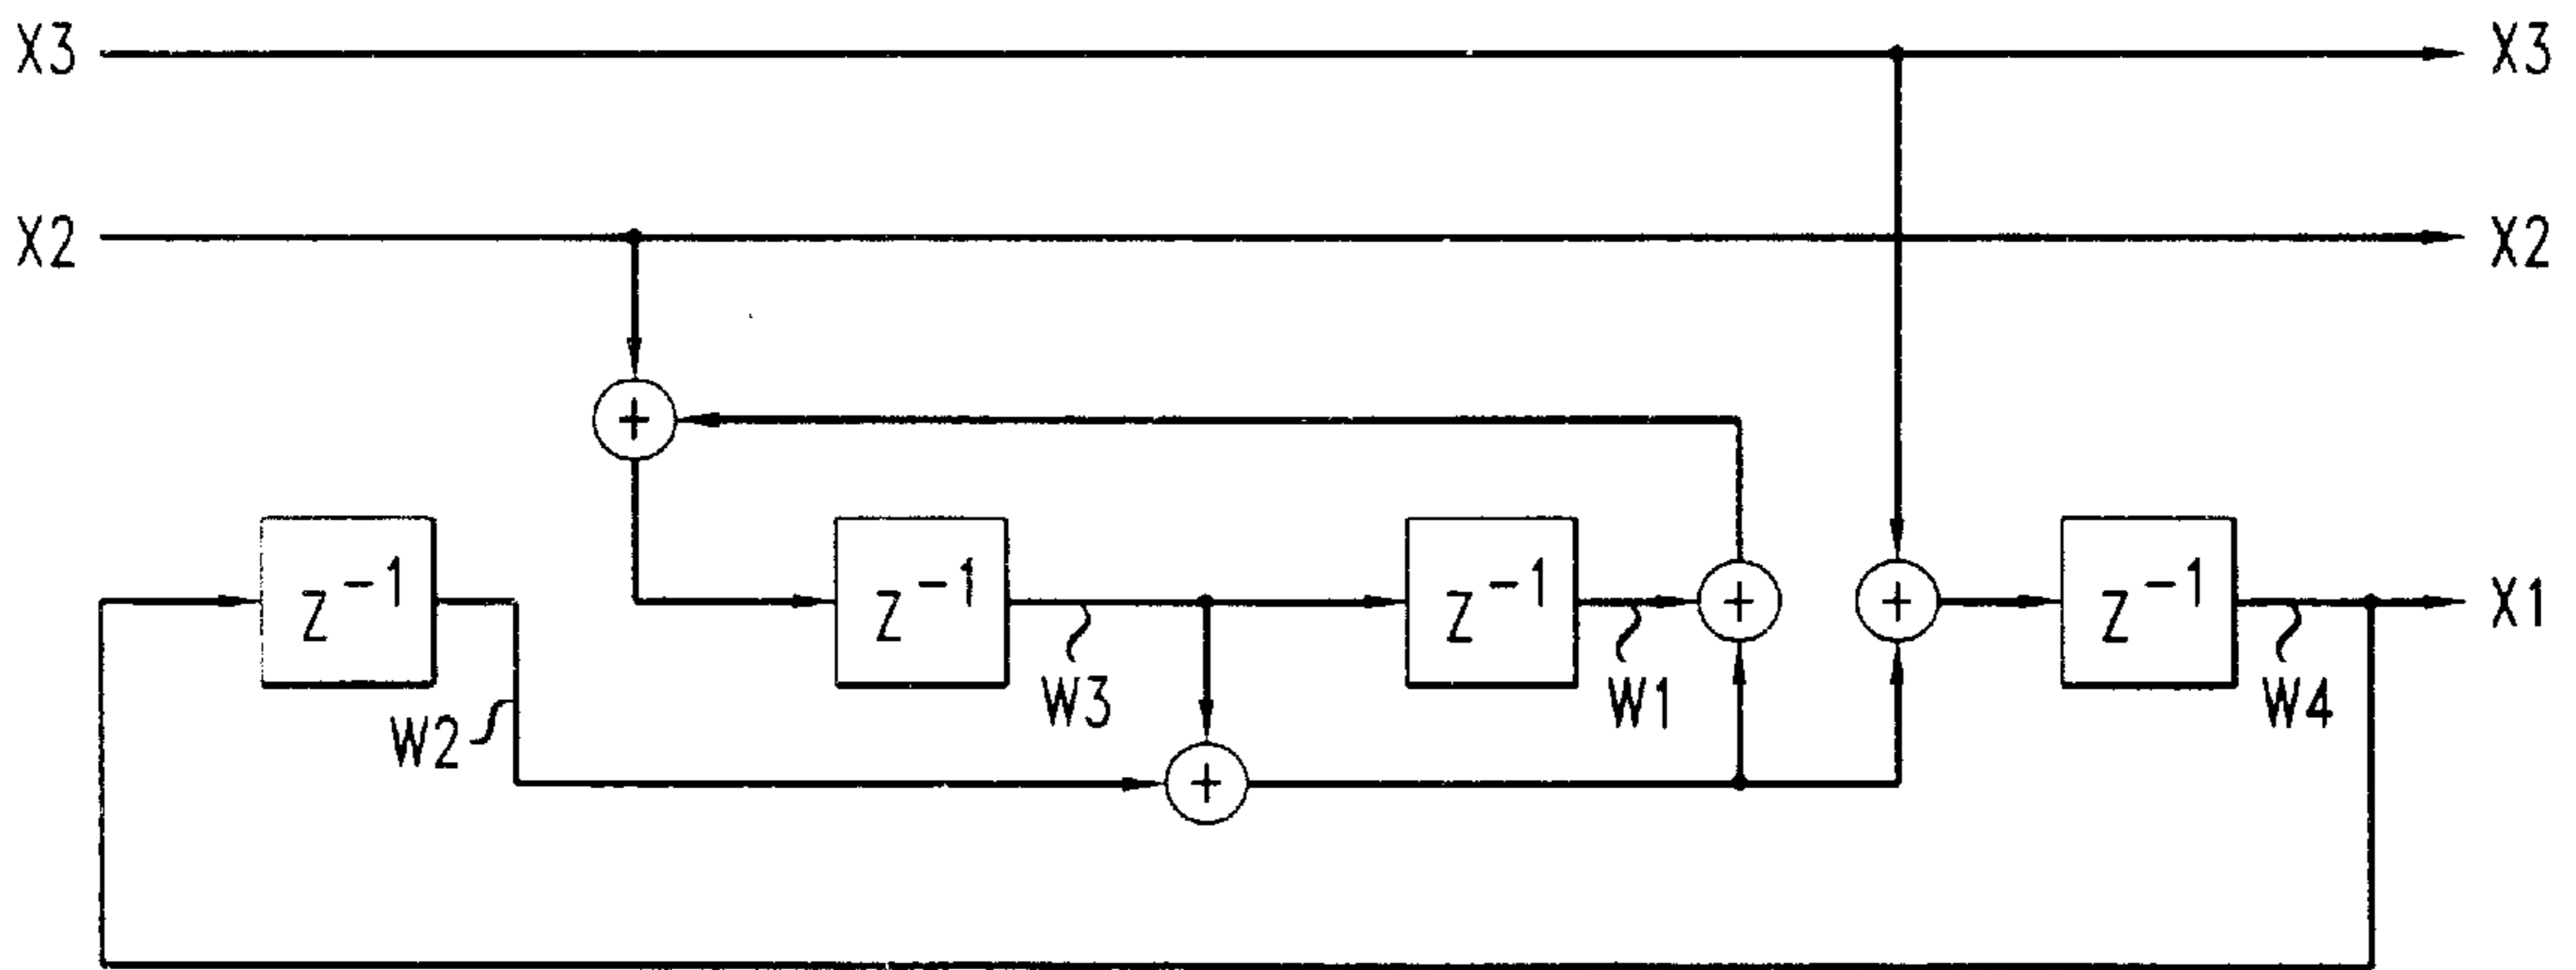 X3 X3
X2 X2
+
Z⁻¹ Z⁻¹ Z⁻¹ + + Z⁻¹ X1
W2 W3 W1 W4
+